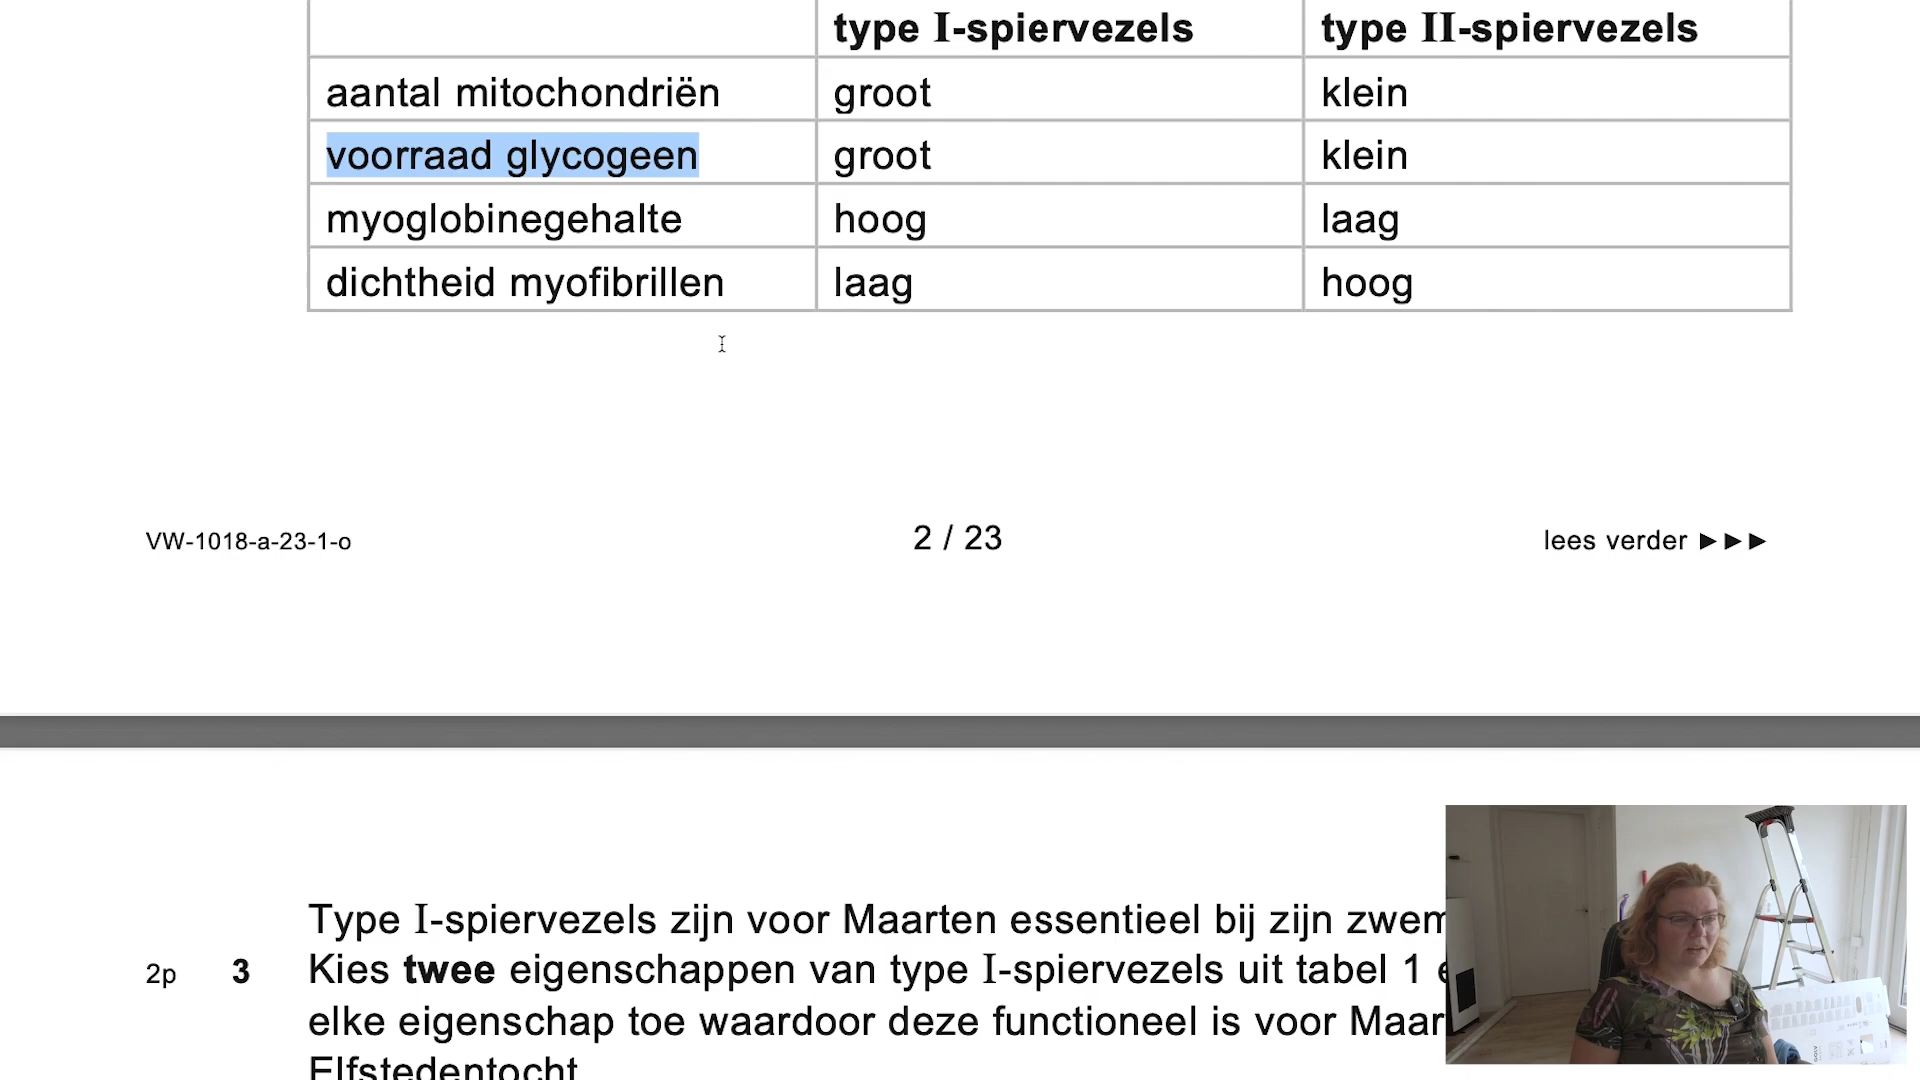 type I-spiervezels type II-spiervezels
aantal mitochondriën groot klein
voorraad glycogeen groot klein
myoglobinegehalte hoog laag
dichtheid myofibrillen laag hoog
VW-1018-a-23-1-o 2 / 23 lees verder ►►►
Type I-spiervezels zijn voor Maarten essentieel bij zijn
2p 3 Kies twee eigenschappen van type I-spiervezels uit tabel 1
elke eigenschap toe waardoor deze functioneel is voor
Elfstedentocht